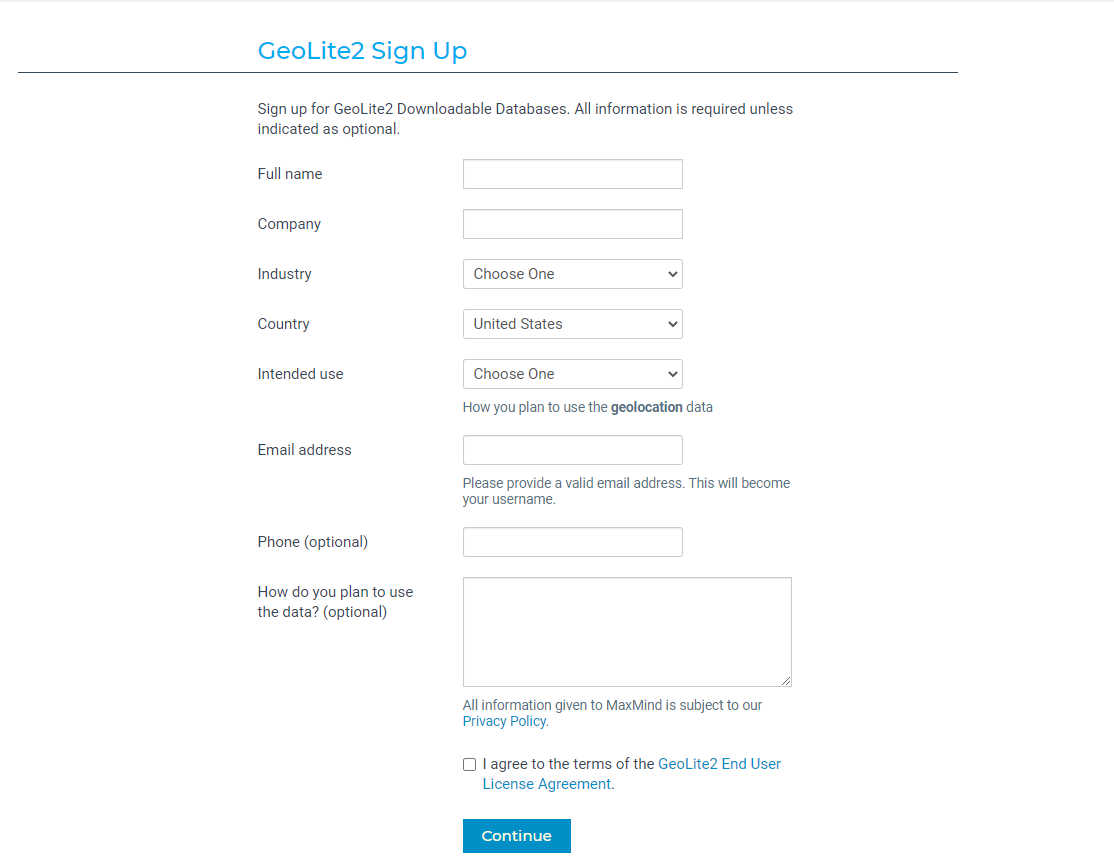 GeoLite2 Sign Up
Sign up for GeoLite2 Downloadable Databases. All information is required unless
indicated as optional.
Full name
Company
Industry
Choose One
Country
United States
Intended use
Choose One
How you plan to use the geolocation data
Email address
Please provide a valid email address. This will become
your username.
Phone (optional)
How do you plan to use
the data? (optional)
All information given to MaxMind is subject to our
Privacy Policy.
I agree to the terms of the GeoLite2 End User
License Agreement.
Continue